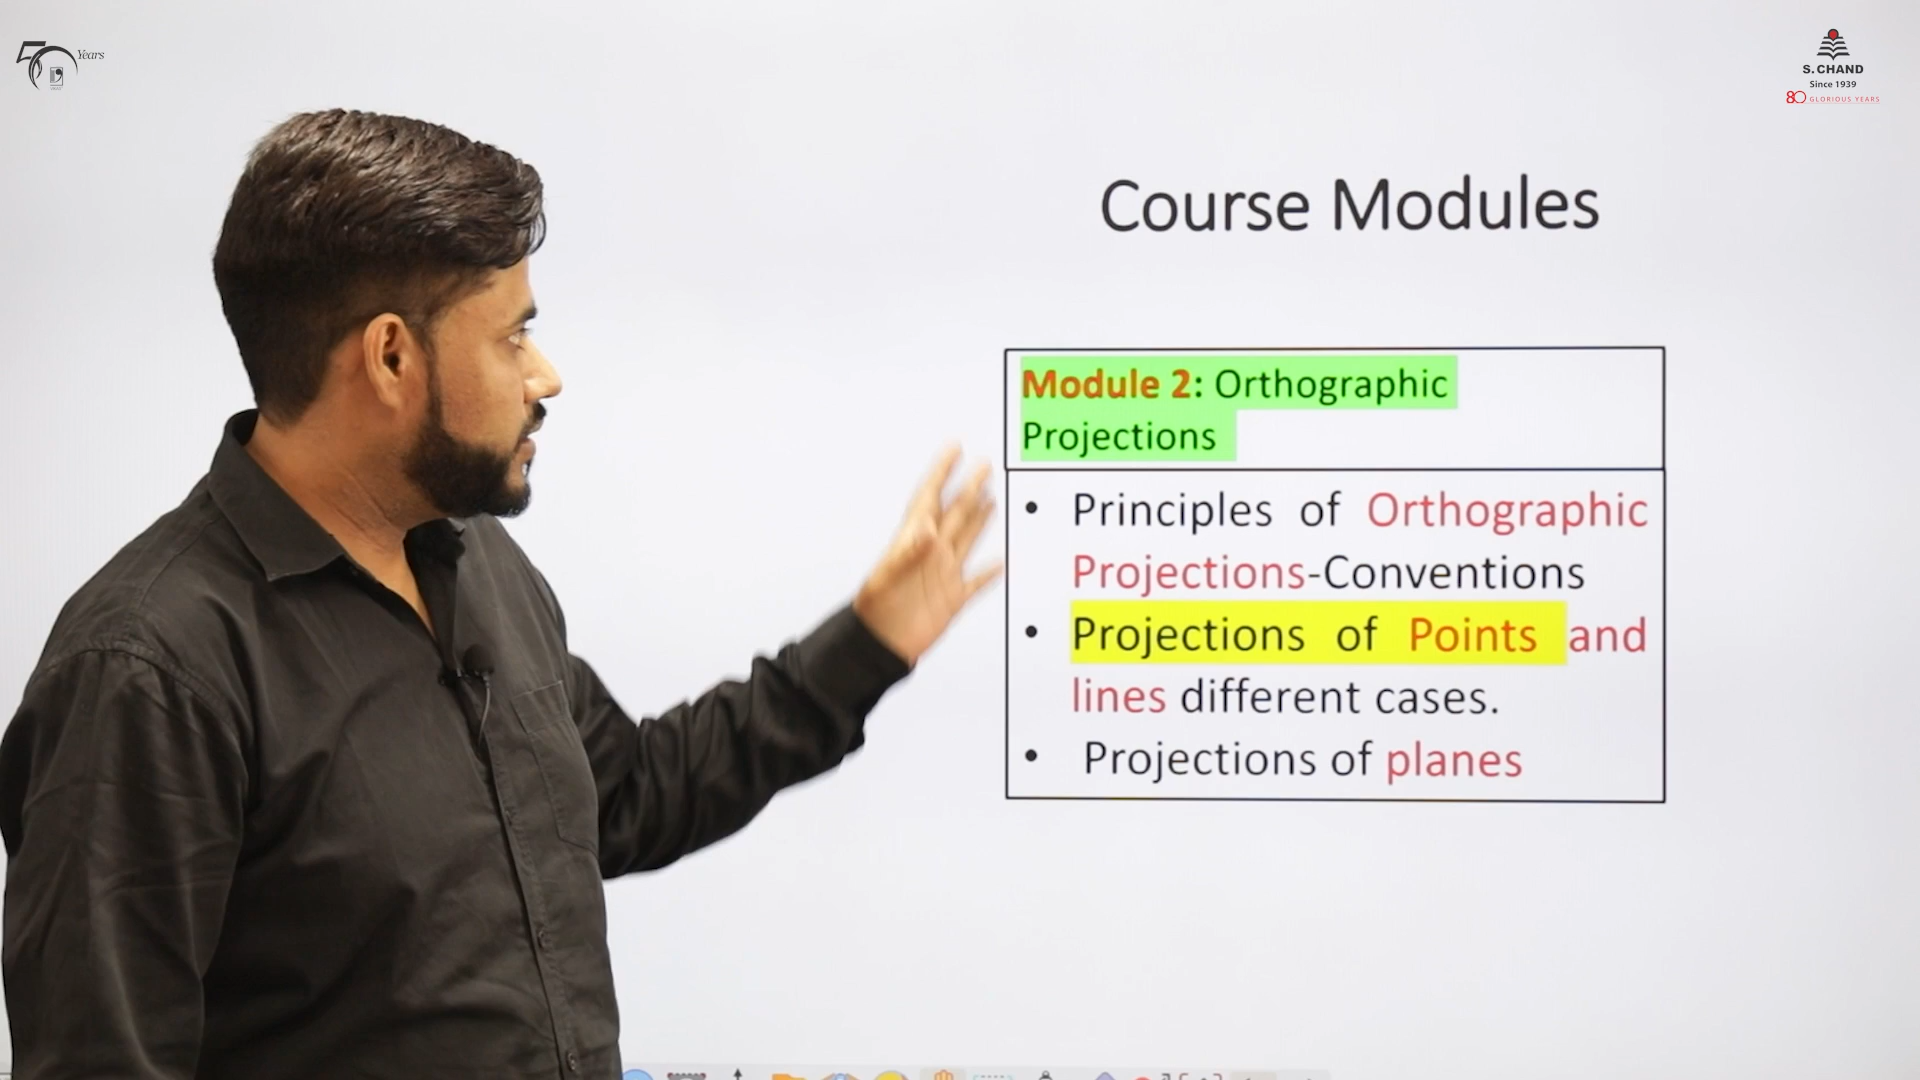 50 Years
S. CHAND
Since 1939
80 GLORIOUS YEARS
Course Modules
Module 2: Orthographic
Projections
• Principles of Orthographic
Projections-Conventions
• Projections of Points and
lines different cases.
• Projections of planes